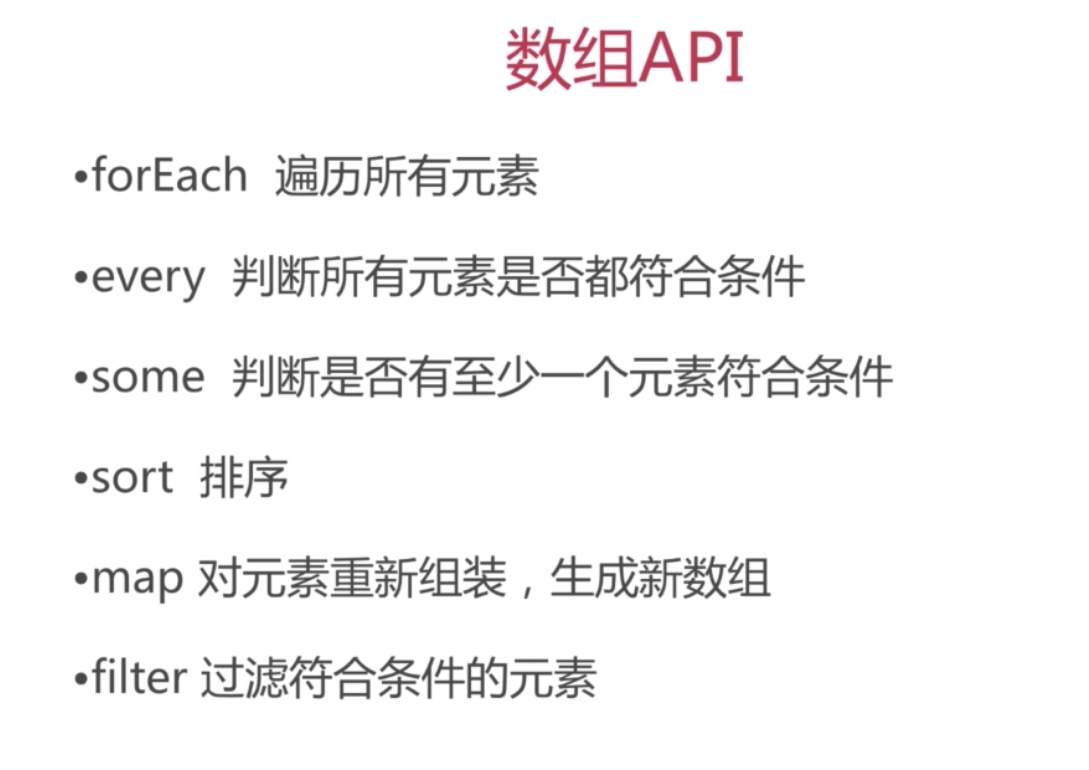 数组API
•forEach 遍历所有元素
•every 判断所有元素是否都符合条件
•some 判断是否有至少一个元素符合条件
•sort 排序
•map 对元素重新组装，生成新数组
•filter 过滤符合条件的元素